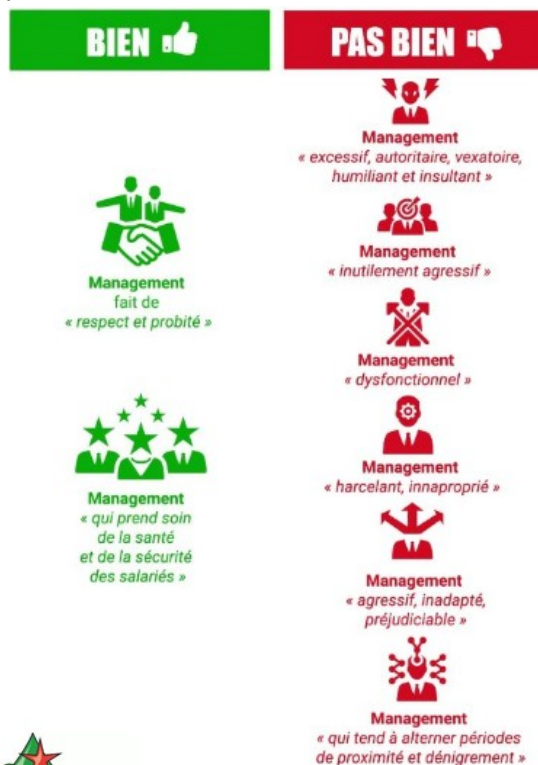 BIEN
Management
fait de
« respect et probité »
Management
« qui prend soin
de la santé
et de la sécurité
des salariés »
PAS BIEN
Management
« excessif, autoritaire, vexatoire,
humiliant et insultant »
Management
« inutilement agressif »
Management
« dysfonctionnel »
Management
« harcelant, innaproprié »
Management
« agressif, inadapté,
préjudiciable »
Management
« qui tend à alterner périodes
de proximité et dénigrement »